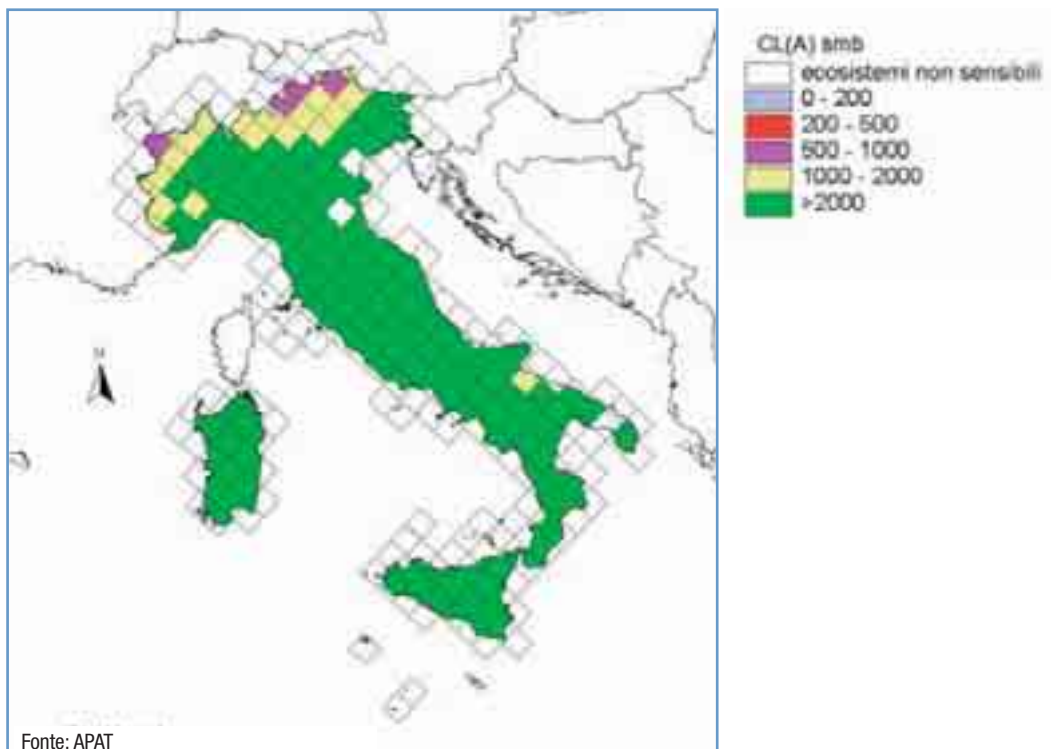 CL(A) smb
ecosistemi non sensibili
0 - 200
200 - 500
500 - 1000
1000 - 2000
>2000
N
Fonte: APAT